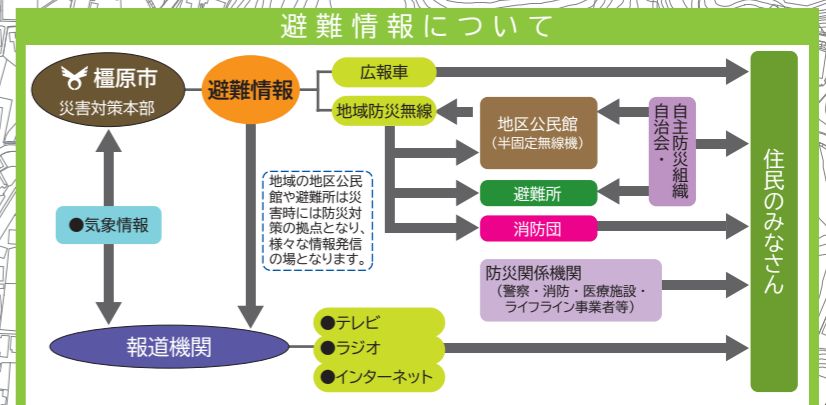 避難情報について
橿原市
災害対策本部
避難情報
広報車
地域防災無線
地区公民館
（半固定無線機）
自治会・
自主防災組織
避難所
消防団
住民のみなさん
●気象情報
地域の地区公民
館や避難所は災
害時には防災対
策の拠点となり、
様々な情報発信
の場となります。
防災関係機関
（警察・消防・医療施設・
ライフライン事業者等）
報道機関
●テレビ
●ラジオ
●インターネット